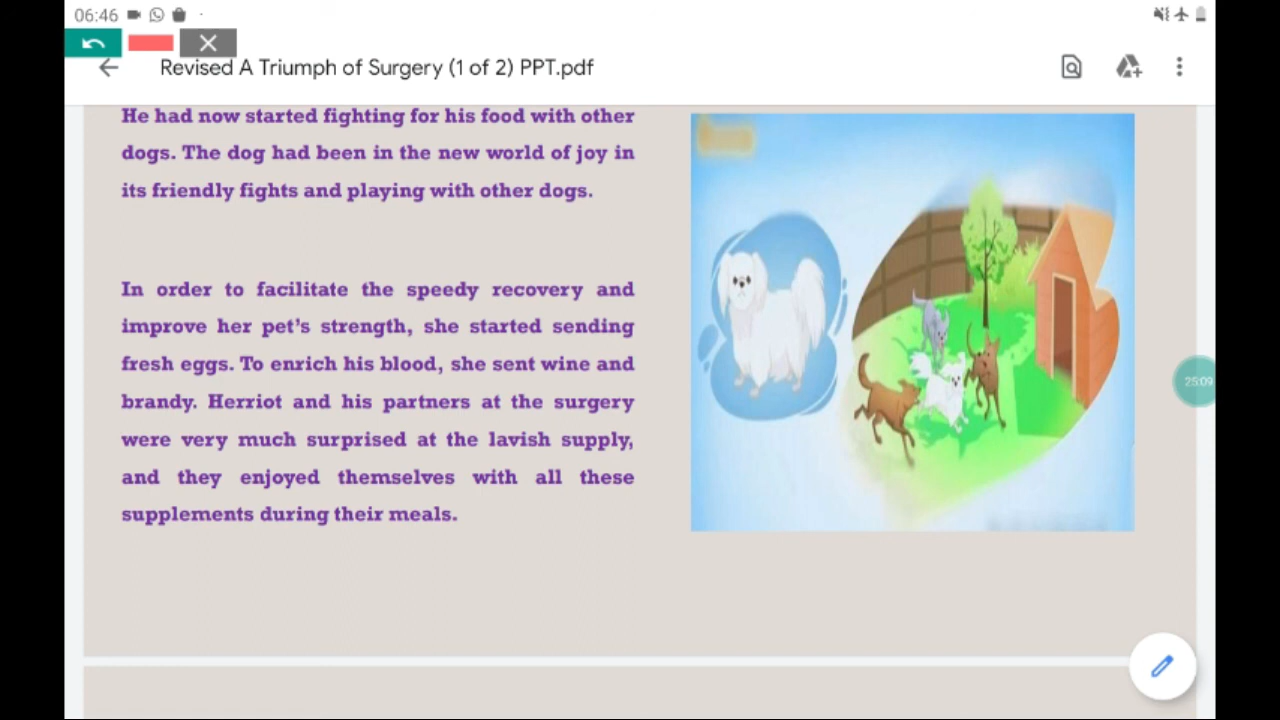 06:46
Revised A Triumph of Surgery (1 of 2) PPT.pdf
He had now started fighting for his food with other
dogs. The dog had been in the new world of joy in
its friendly fights and playing with other dogs.
In order to facilitate the speedy recovery and
improve her pet’s strength, she started sending
fresh eggs. To enrich his blood, she sent wine and
brandy. Herriot and his partners at the surgery
were very much surprised at the lavish supply,
and they enjoyed themselves with all these
supplements during their meals.
25:09